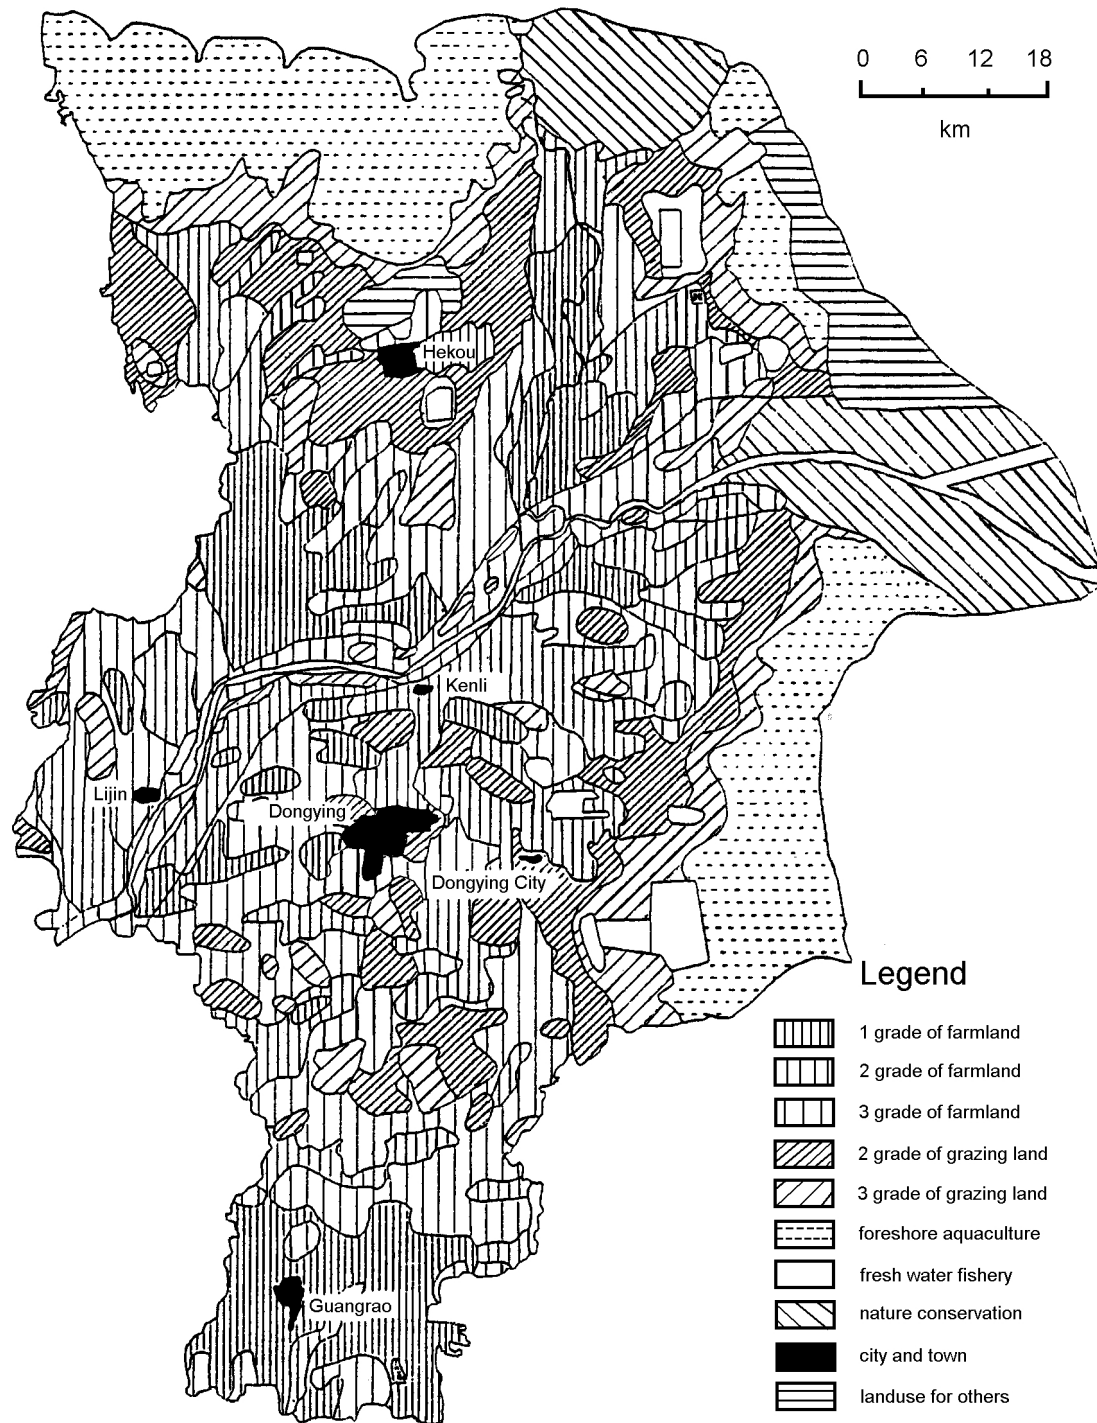 0 6 12 18
km
Hekou
Kenli
Lijin
Dongying
Dongying City
Guangrao
Legend
1 grade of farmland
2 grade of farmland
3 grade of farmland
2 grade of grazing land
3 grade of grazing land
foreshore aquaculture
fresh water fishery
nature conservation
city and town
landuse for others